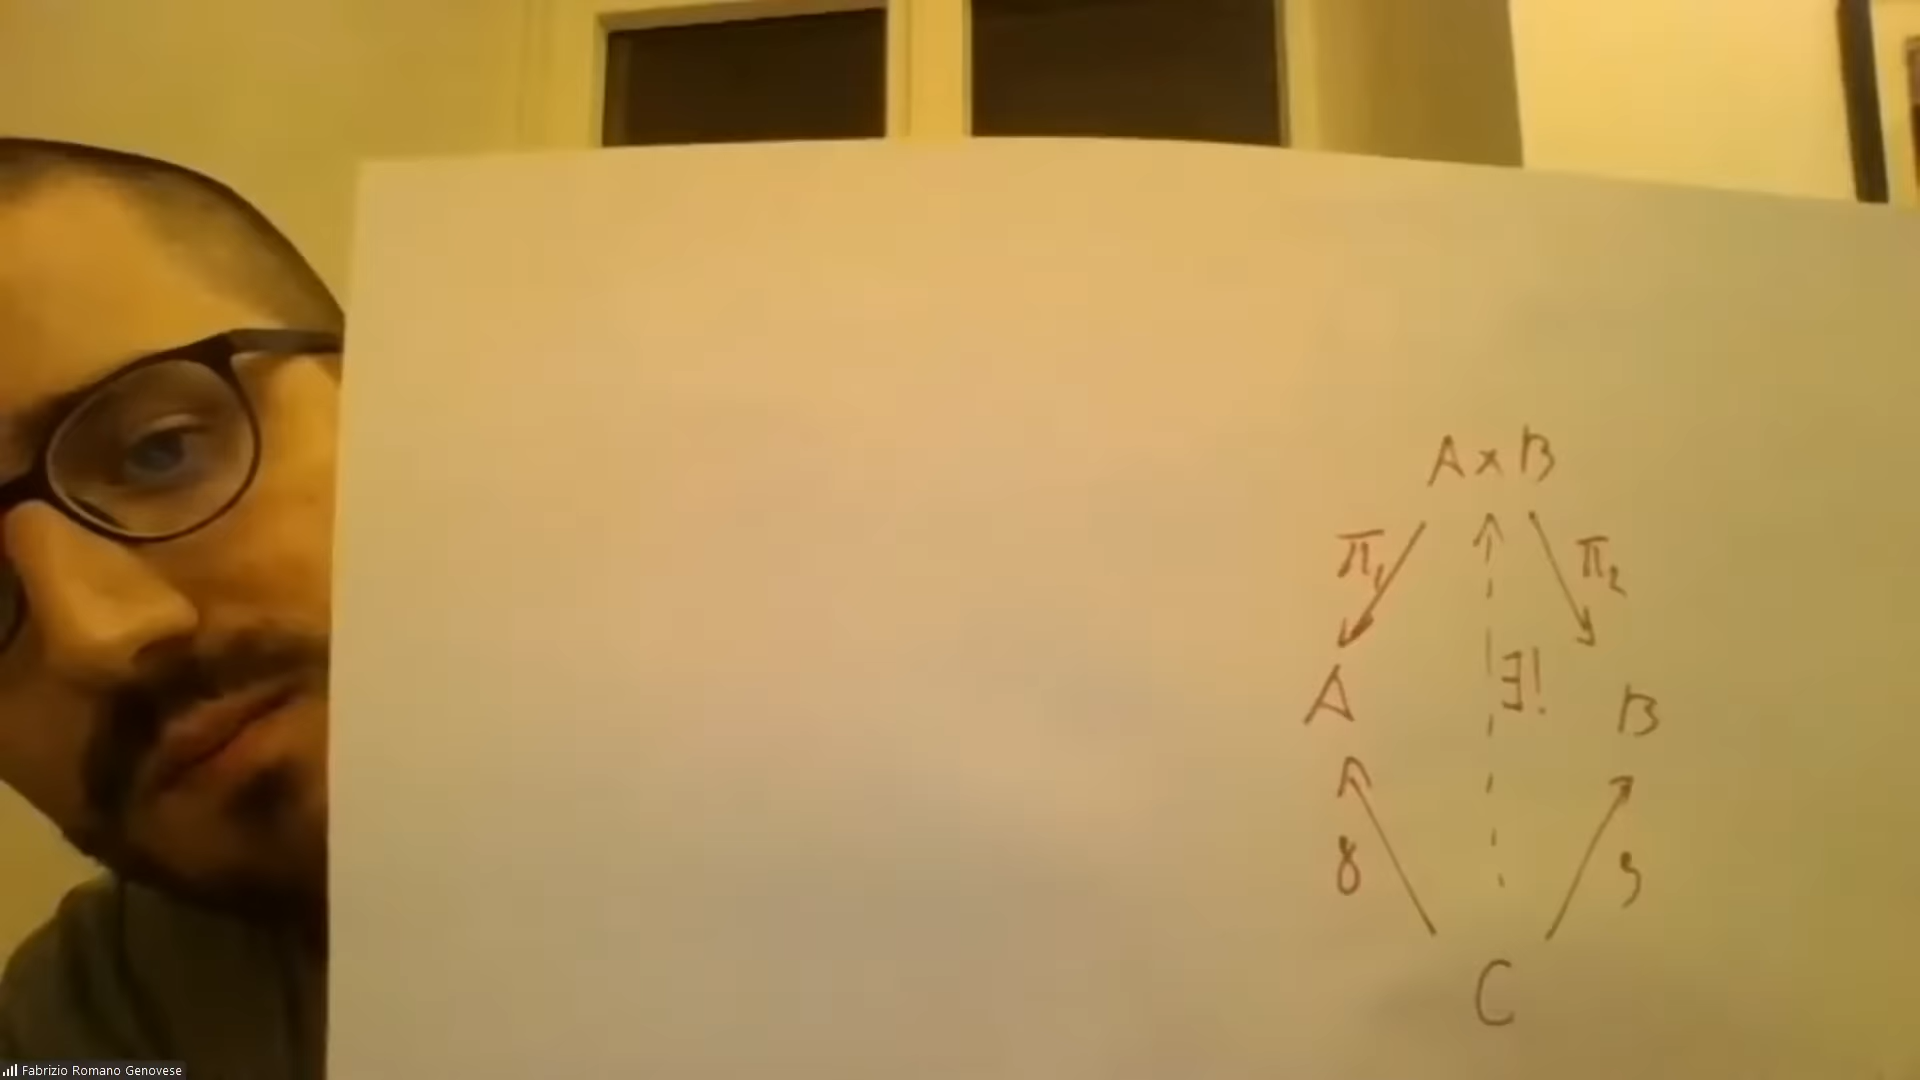 A x B
π₁ π₂
∃!
A B
f g
C
Fabrizio Romano Genovese